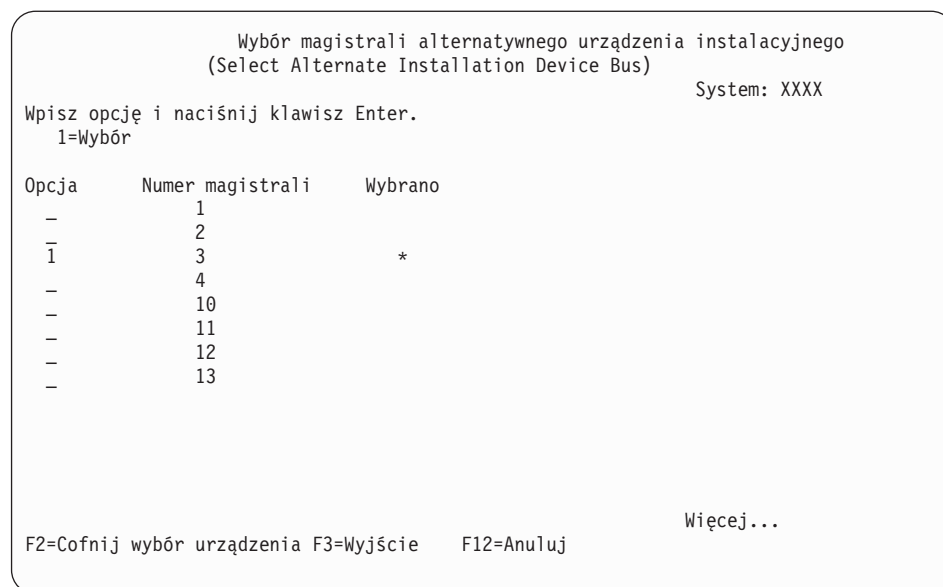 Wybór magistrali alternatywnego urządzenia instalacyjnego
(Select Alternate Installation Device Bus)
System: XXXX
Wpisz opcję i naciśnij klawisz Enter.
1=Wybór
Opcja Numer magistrali Wybrano
_ 1
_ 2
1 3 *
_ 4
_ 10
_ 11
_ 12
_ 13
Więcej...
F2=Cofnij wybór urządzenia F3=Wyjście F12=Anuluj